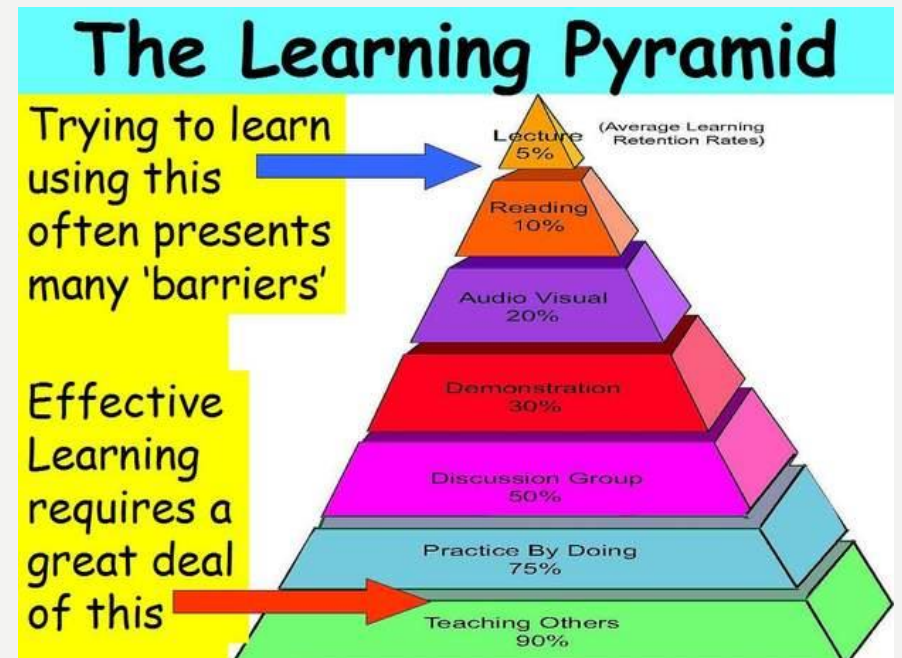 The Learning Pyramid
Trying to learn
using this
often presents
many ‘barriers’
Effective
Learning
requires a
great deal
of this
(Average Learning
Retention Rates)
Lecture
5%
Reading
10%
Audio Visual
20%
Demonstration
30%
Discussion Group
50%
Practice By Doing
75%
Teaching Others
90%